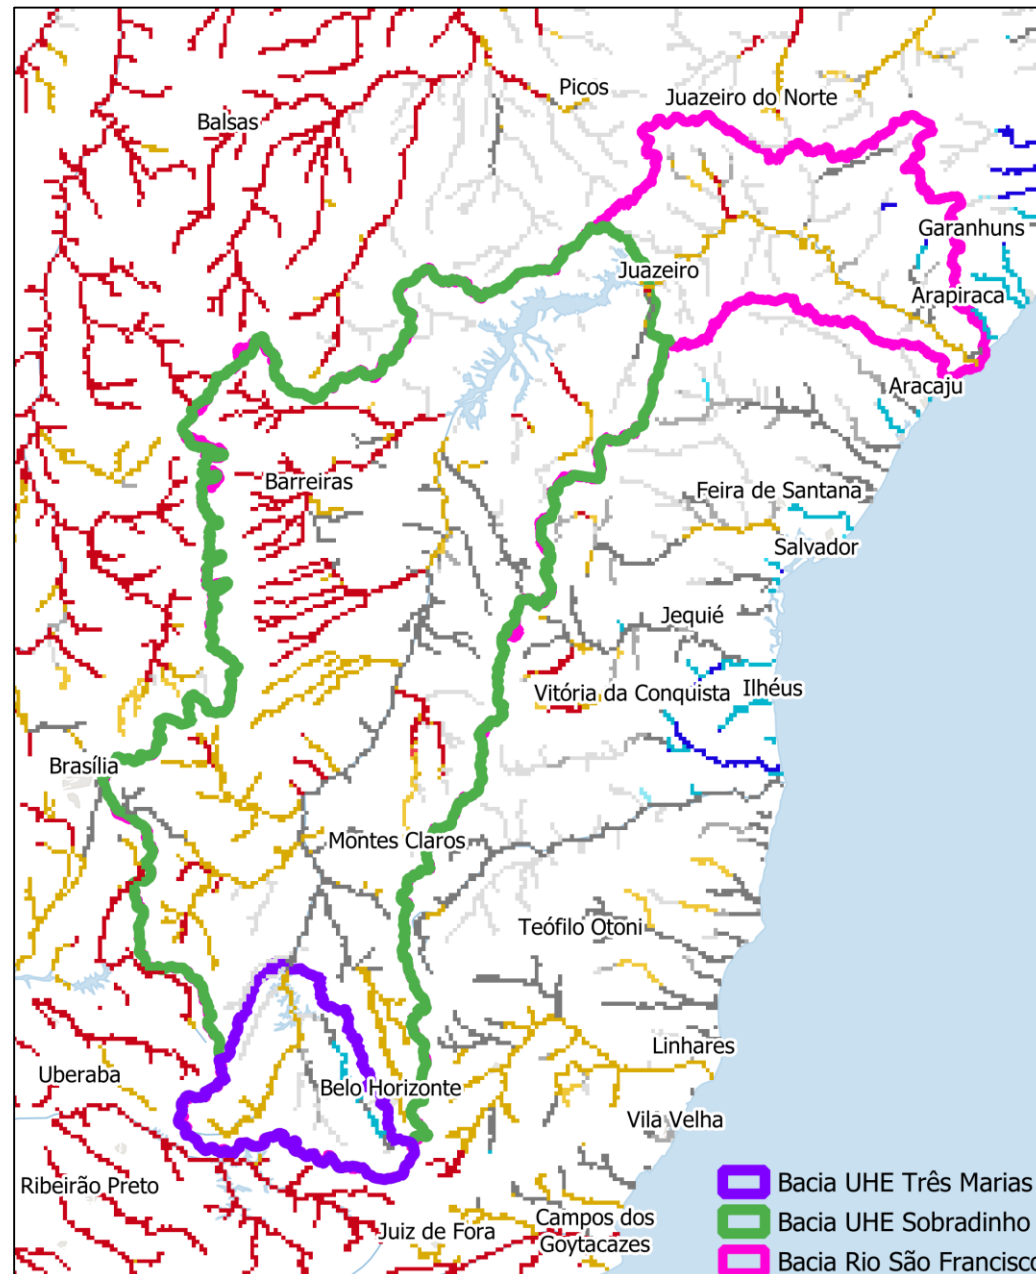 Picos
Juazeiro do Norte
Balsas
Garanhuns
Juazeiro
Arapiraca
Aracaju
Barreiras
Feira de Santana
Salvador
Jequié
Vitória da Conquista
Ilhéus
Brasília
Montes Claros
Teófilo Otoni
Linhares
Uberaba
Belo Horizonte
Vila Velha
Ribeirão Preto
Juiz de Fora
Campos dos
Goytacazes
Bacia UHE Três Marias
Bacia UHE Sobradinho
Bacia Rio São Francisco